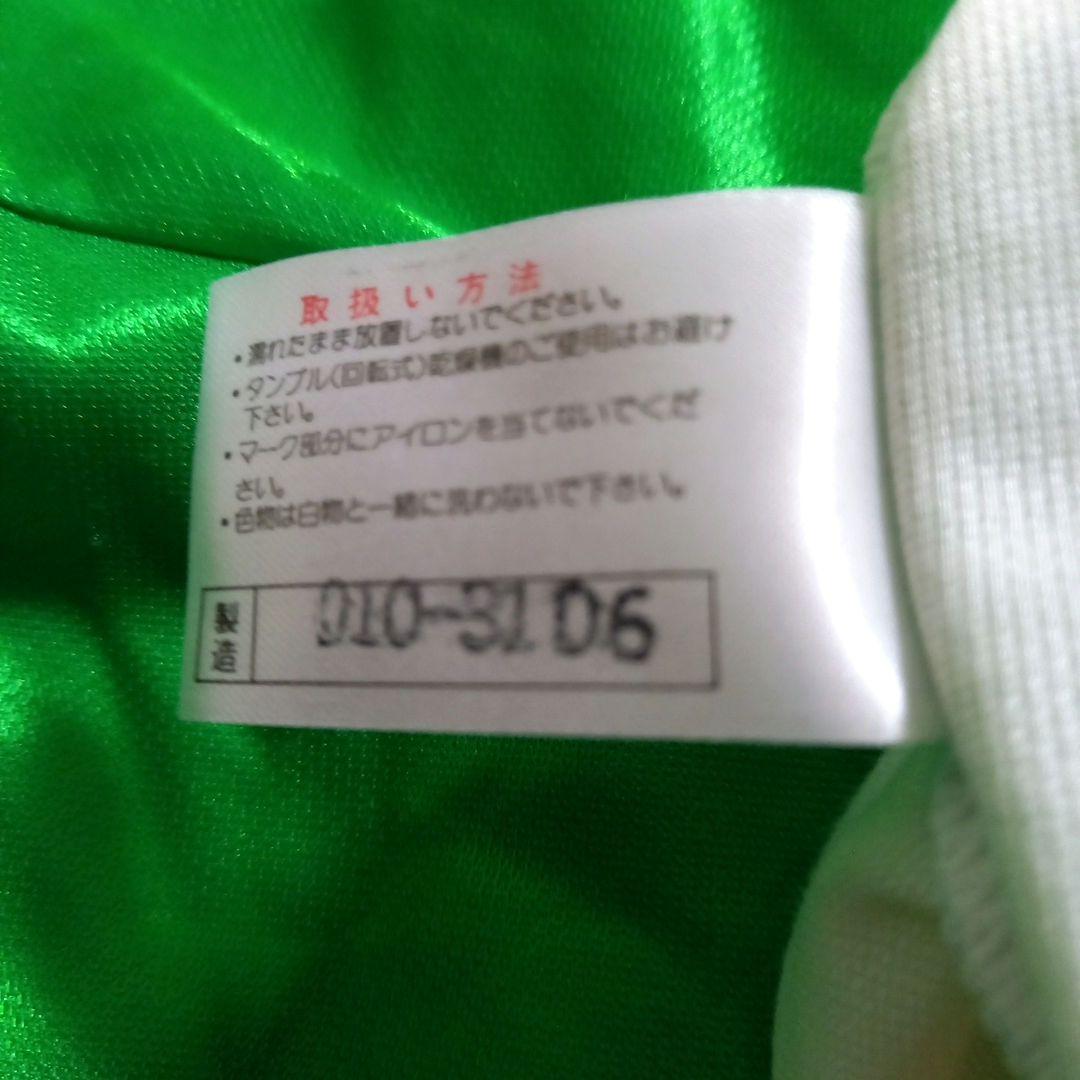 取扱い方法
・濡れたまま放置しないでください。
・タンブル(回転式)乾燥機のご使用はお避け
下さい。
・マーク部分にアイロンを当てないでくだ
さい。
・色物は白物と一緒に洗わないで下さい。
製造 010-31 06